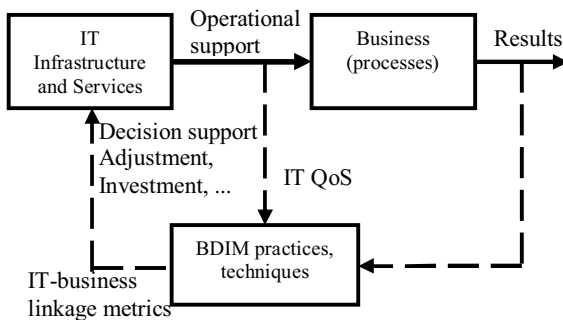 Operational
support
IT
Infrastructure
and Services
Business
(processes)
Results
Decision support
Adjustment,
Investment, ...
IT QoS
BDIM practices,
techniques
IT-business
linkage metrics